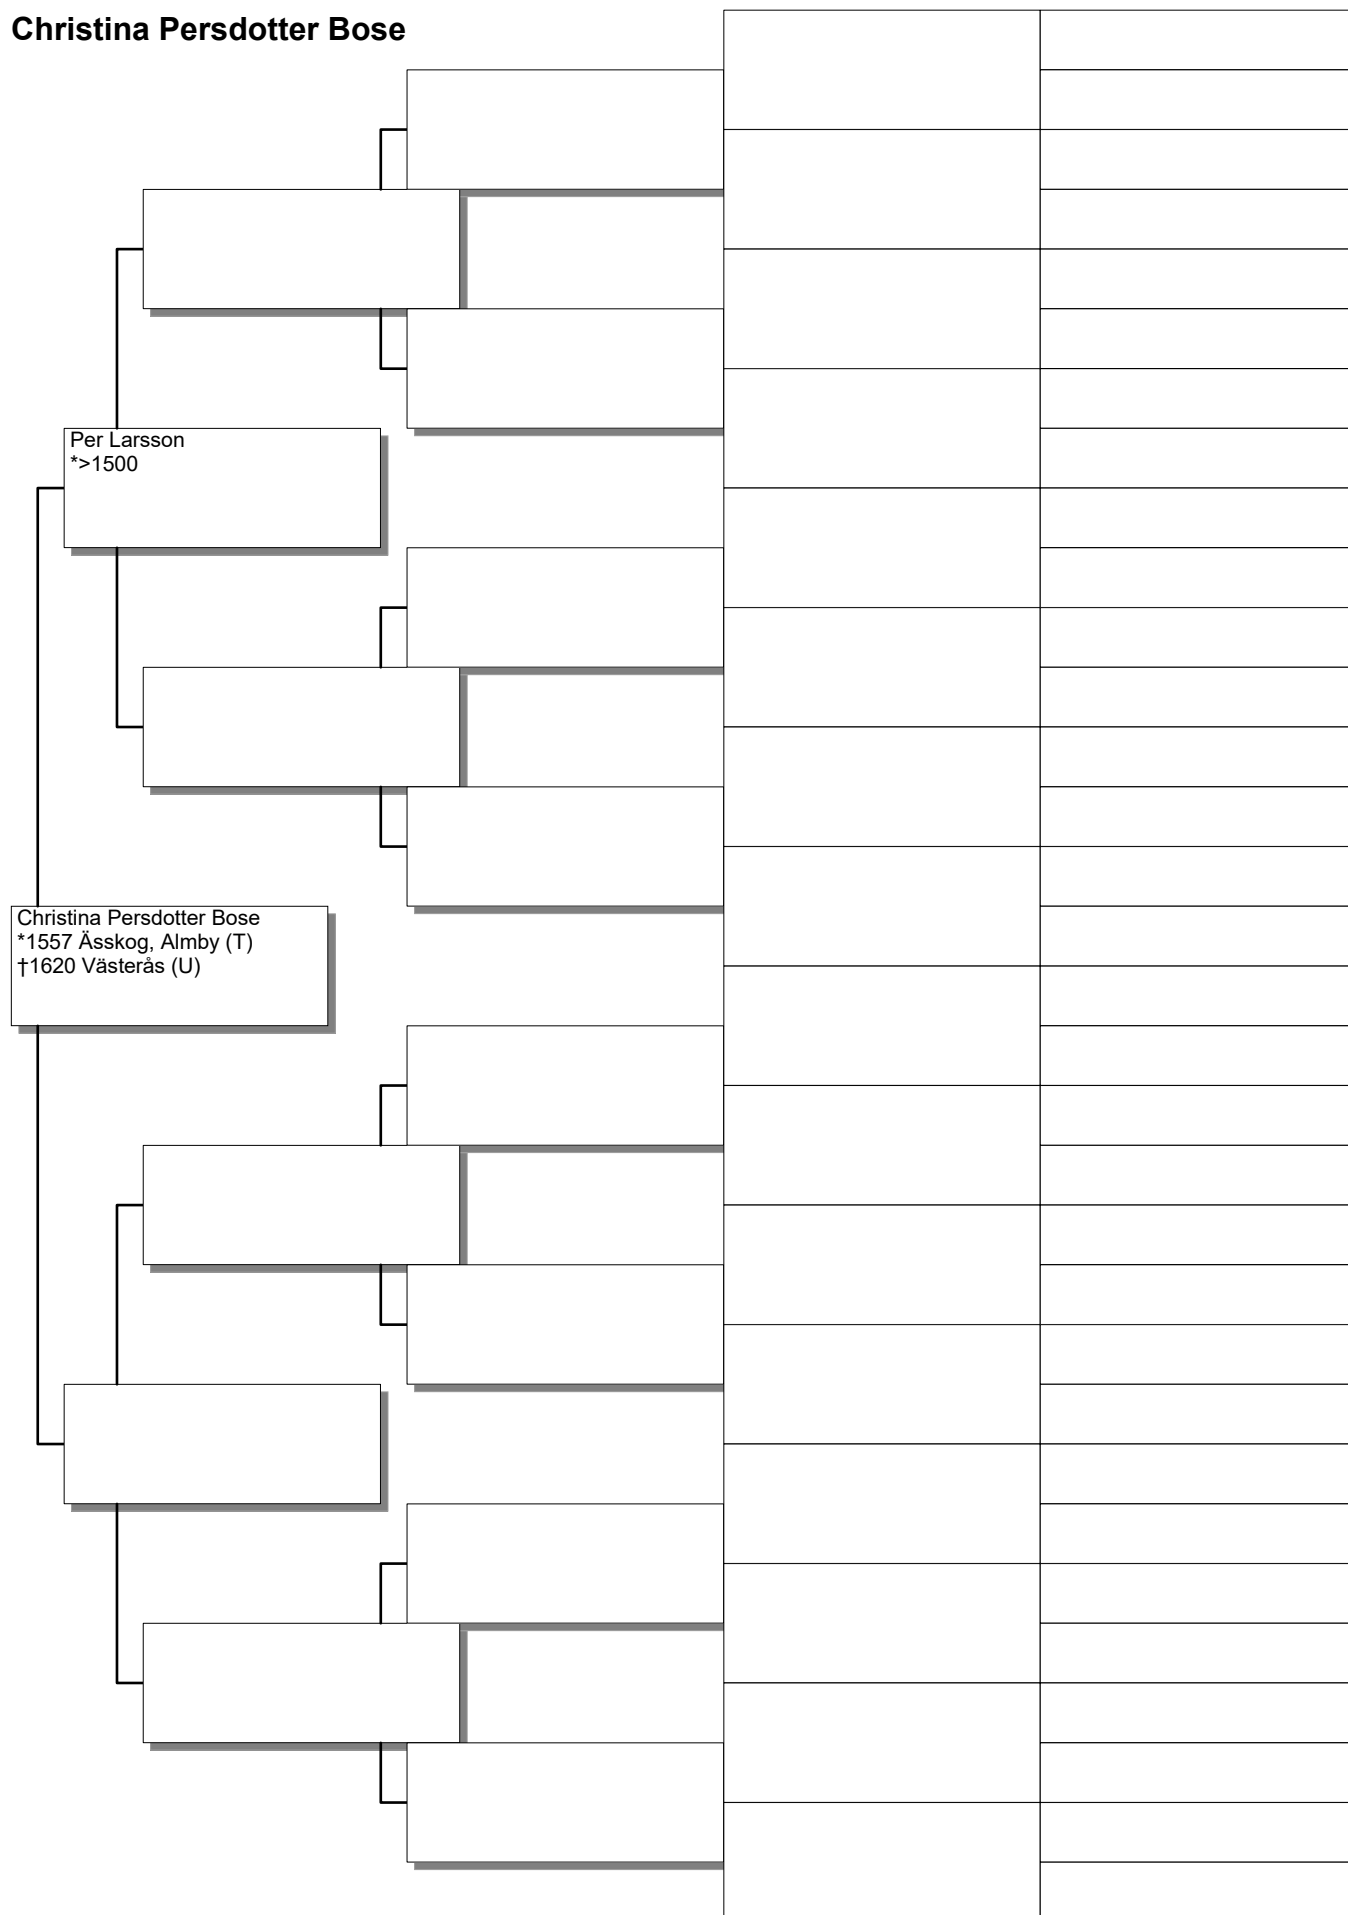 Christina Persdotter Bose
Per Larsson
*>1500
Christina Persdotter Bose
*1557 Ässkog, Almby (T)
†1620 Västerås (U)